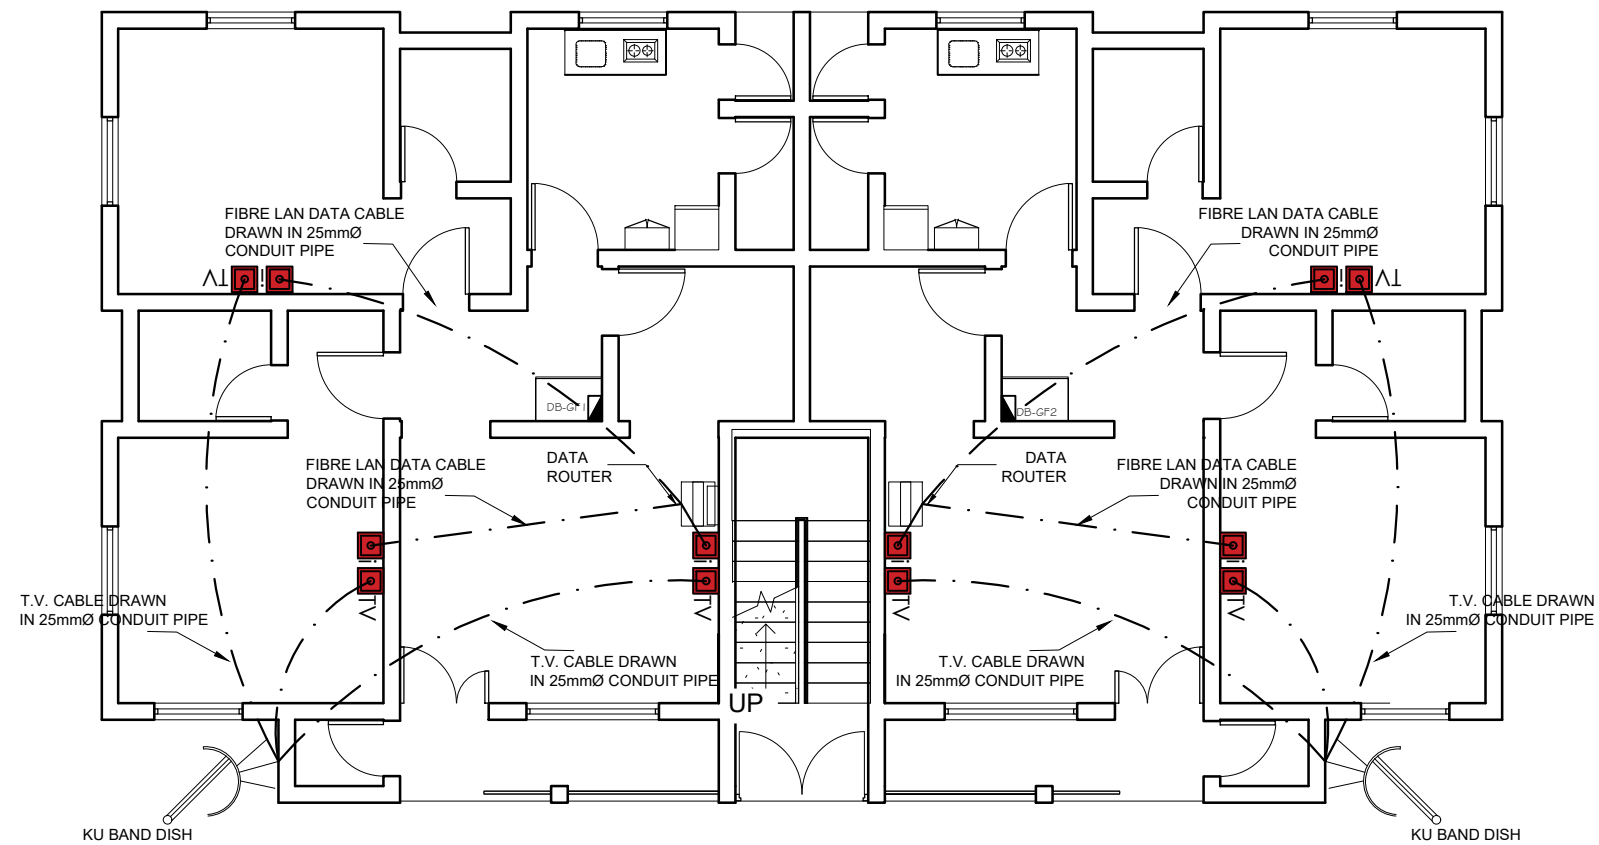 FIBRE LAN DATA CABLE
DRAWN IN 25mmØ
CONDUIT PIPE
FIBRE LAN DATA CABLE
DRAWN IN 25mmØ
CONDUIT PIPE
TV
i
i
TV
DB-GF1
DB-GF2
FIBRE LAN DATA CABLE
DRAWN IN 25mmØ
CONDUIT PIPE
DATA
ROUTER
DATA
ROUTER
FIBRE LAN DATA CABLE
DRAWN IN 25mmØ
CONDUIT PIPE
i
i
i
i
TV
TV
TV
TV
T.V. CABLE DRAWN
IN 25mmØ CONDUIT PIPE
T.V. CABLE DRAWN
IN 25mmØ CONDUIT PIPE
T.V. CABLE DRAWN
IN 25mmØ CONDUIT PIPE
T.V. CABLE DRAWN
IN 25mmØ CONDUIT PIPE
UP
KU BAND DISH
KU BAND DISH